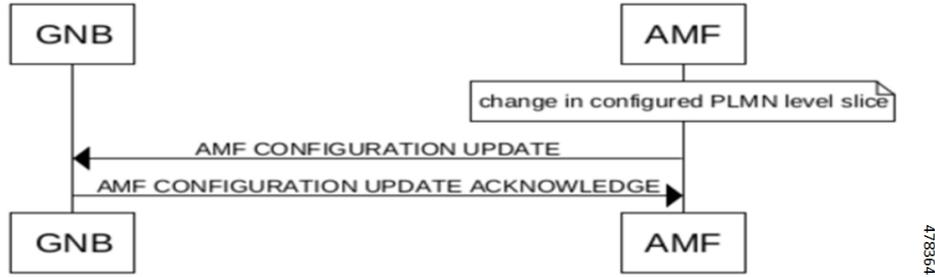 GNB
AMF
change in configured PLMN level slice
AMF CONFIGURATION UPDATE
AMF CONFIGURATION UPDATE ACKNOWLEDGE
GNB
AMF
478364